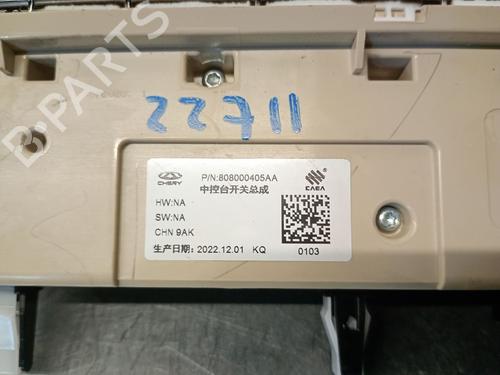 B-PARTS
22711
CHERY
P/N:808000405AA
中控台开关总成
CAEA
HW:NA
SW:NA
CHN 9AK
生产日期: 2022.12.01 KQ
0103